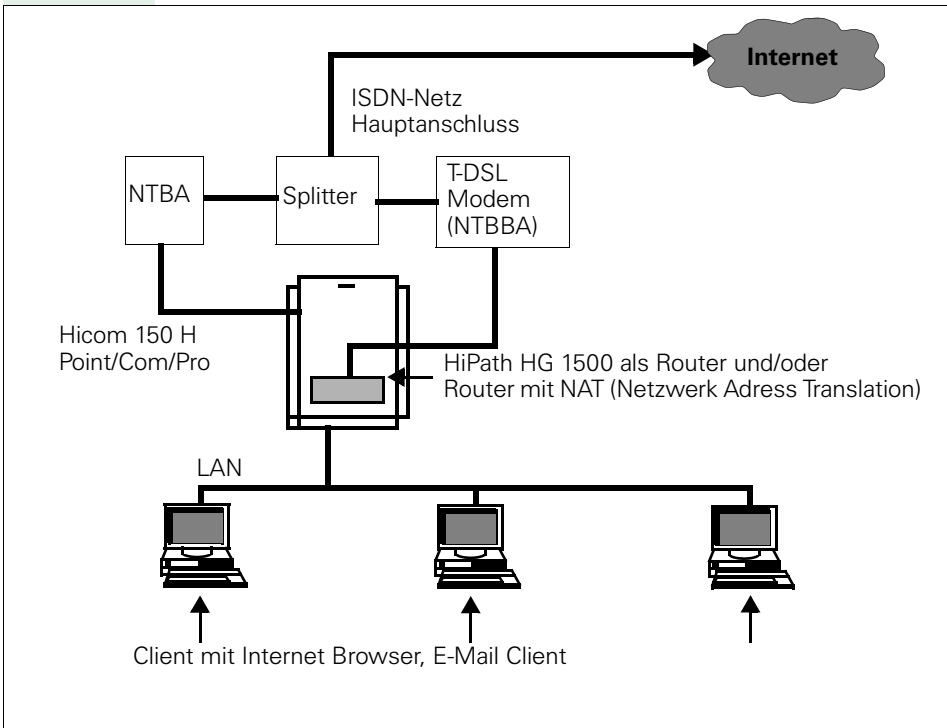 Internet
ISDN-Netz
Hauptanschluss
NTBA
Splitter
T-DSL
Modem
(NTBBA)
Hicom 150 H
Point/Com/Pro
HiPath HG 1500 als Router und/oder
Router mit NAT (Netzwerk Adress Translation)
LAN
Client mit Internet Browser, E-Mail Client